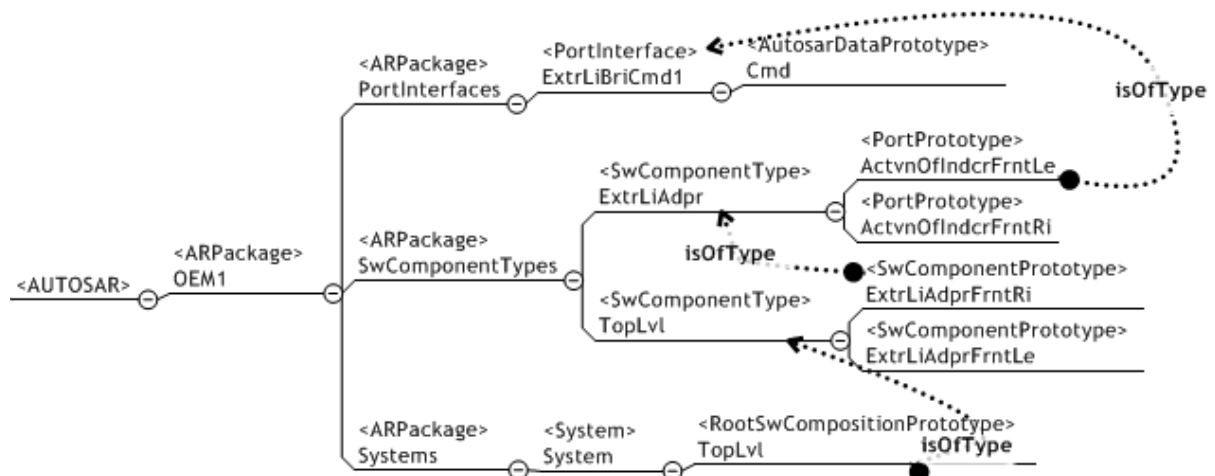 <PortInterface>
ExtrLiBriCmd1
<AutosarDataPrototype>
Cmd
<ARPackage>
PortInterfaces
isOfType
<PortPrototype>
ActvnOfIndcrFrntLe
<SwComponentType>
ExtrLiAdpr
<PortPrototype>
ActvnOfIndcrFrntRi
<ARPackage>
SwComponentTypes
isOfType
<ARPackage>
OEM1
<AUTOSAR>
<SwComponentPrototype>
ExtrLiAdprFrntRi
<SwComponentType>
TopLvl
<SwComponentPrototype>
ExtrLiAdprFrntLe
<ARPackage>
Systems
<System>
System
<RootSwCompositionPrototype>
TopLvl
isOfType